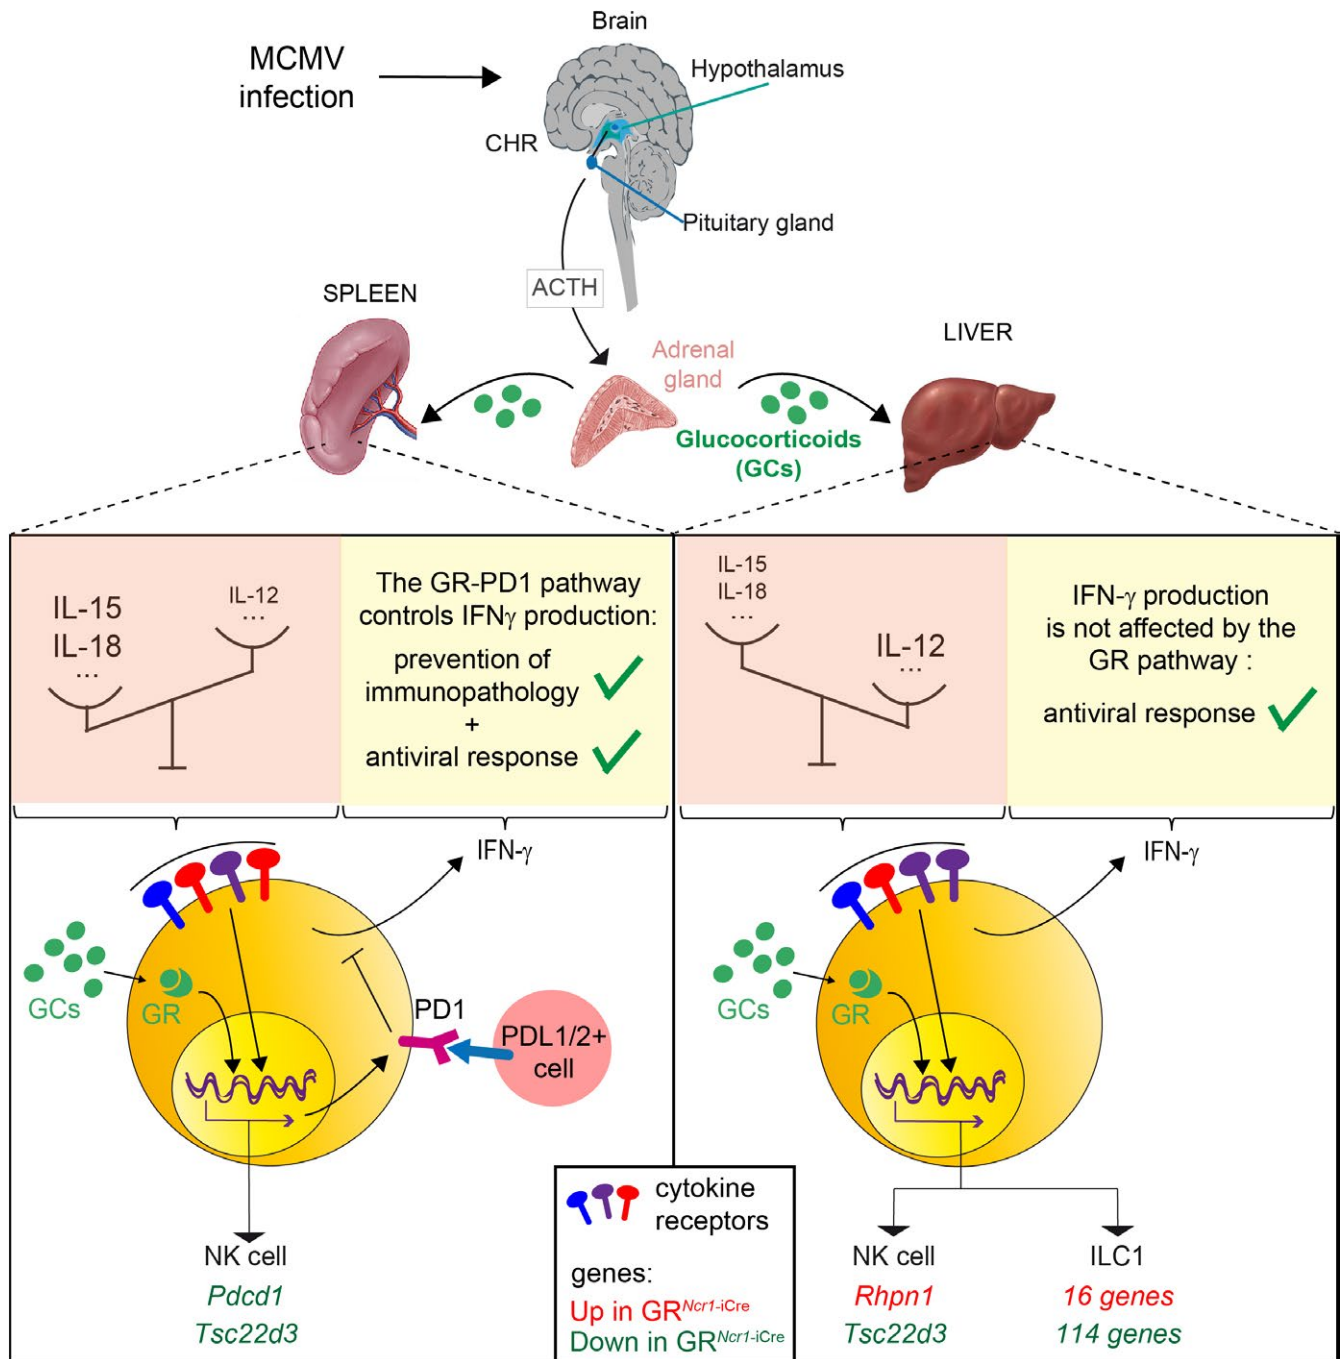 Brain
MCMV
infection
Hypothalamus
CHR
Pituitary gland
ACTH
SPLEEN
LIVER
Adrenal
gland
Glucocorticoids
(GCs)
IL-15
IL-18
...
IL-12
...
The GR-PD1 pathway
controls IFNγ production:
prevention of
immunopathology
+
antiviral response
IL-15
IL-18
...
IL-12
...
IFN-γ production
is not affected by the
GR pathway :
antiviral response
IFN-γ
GCs
GR
PD1
PDL1/2+
cell
NK cell
Pdcd1
Tsc22d3
IFN-γ
GCs
GR
NK cell
Rhpn1
Tsc22d3
ILC1
16 genes
114 genes
cytokine
receptors
genes:
Up in GR^Ncr1-iCre
Down in GR^Ncr1-iCre